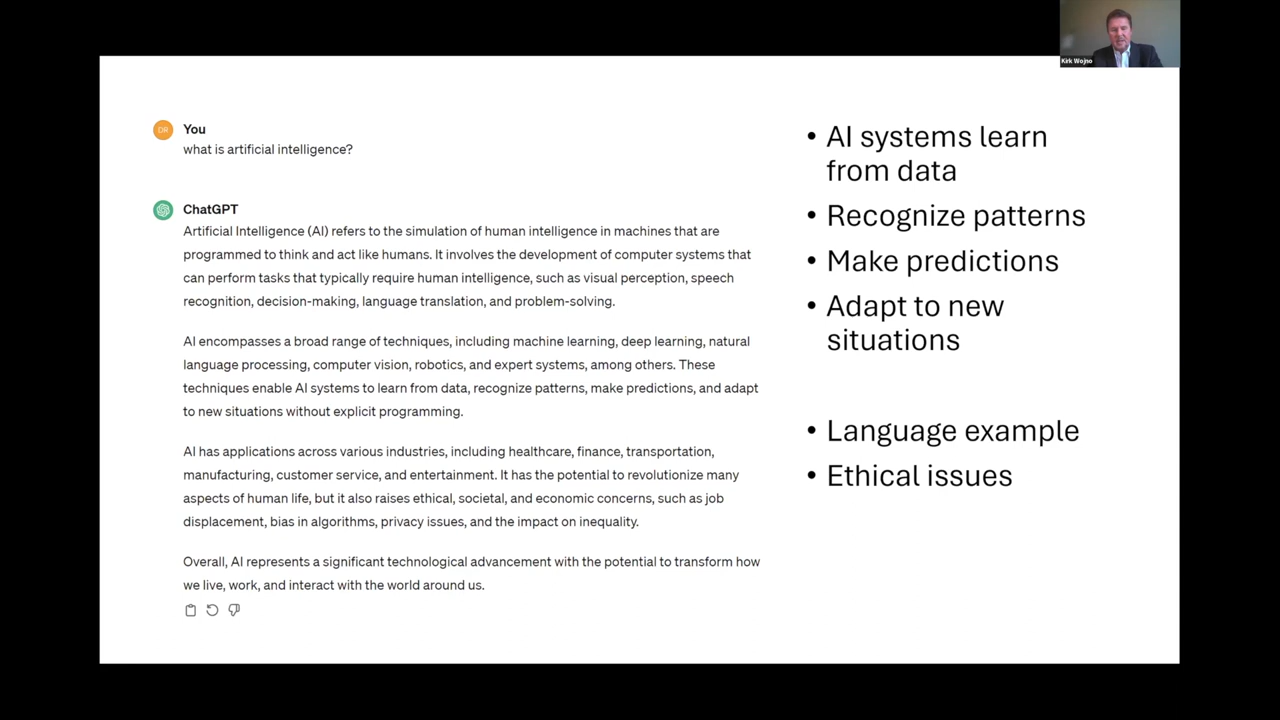 Kirk Wojno
DR
You
what is artificial intelligence?
ChatGPT
Artificial Intelligence (AI) refers to the simulation of human intelligence in machines that are
programmed to think and act like humans. It involves the development of computer systems that
can perform tasks that typically require human intelligence, such as visual perception, speech
recognition, decision-making, language translation, and problem-solving.
AI encompasses a broad range of techniques, including machine learning, deep learning, natural
language processing, computer vision, robotics, and expert systems, among others. These
techniques enable AI systems to learn from data, recognize patterns, make predictions, and adapt
to new situations without explicit programming.
AI has applications across various industries, including healthcare, finance, transportation,
manufacturing, customer service, and entertainment. It has the potential to revolutionize many
aspects of human life, but it also raises ethical, societal, and economic concerns, such as job
displacement, bias in algorithms, privacy issues, and the impact on inequality.
Overall, AI represents a significant technological advancement with the potential to transform how
we live, work, and interact with the world around us.
• AI systems learn
from data
• Recognize patterns
• Make predictions
• Adapt to new
situations
• Language example
• Ethical issues